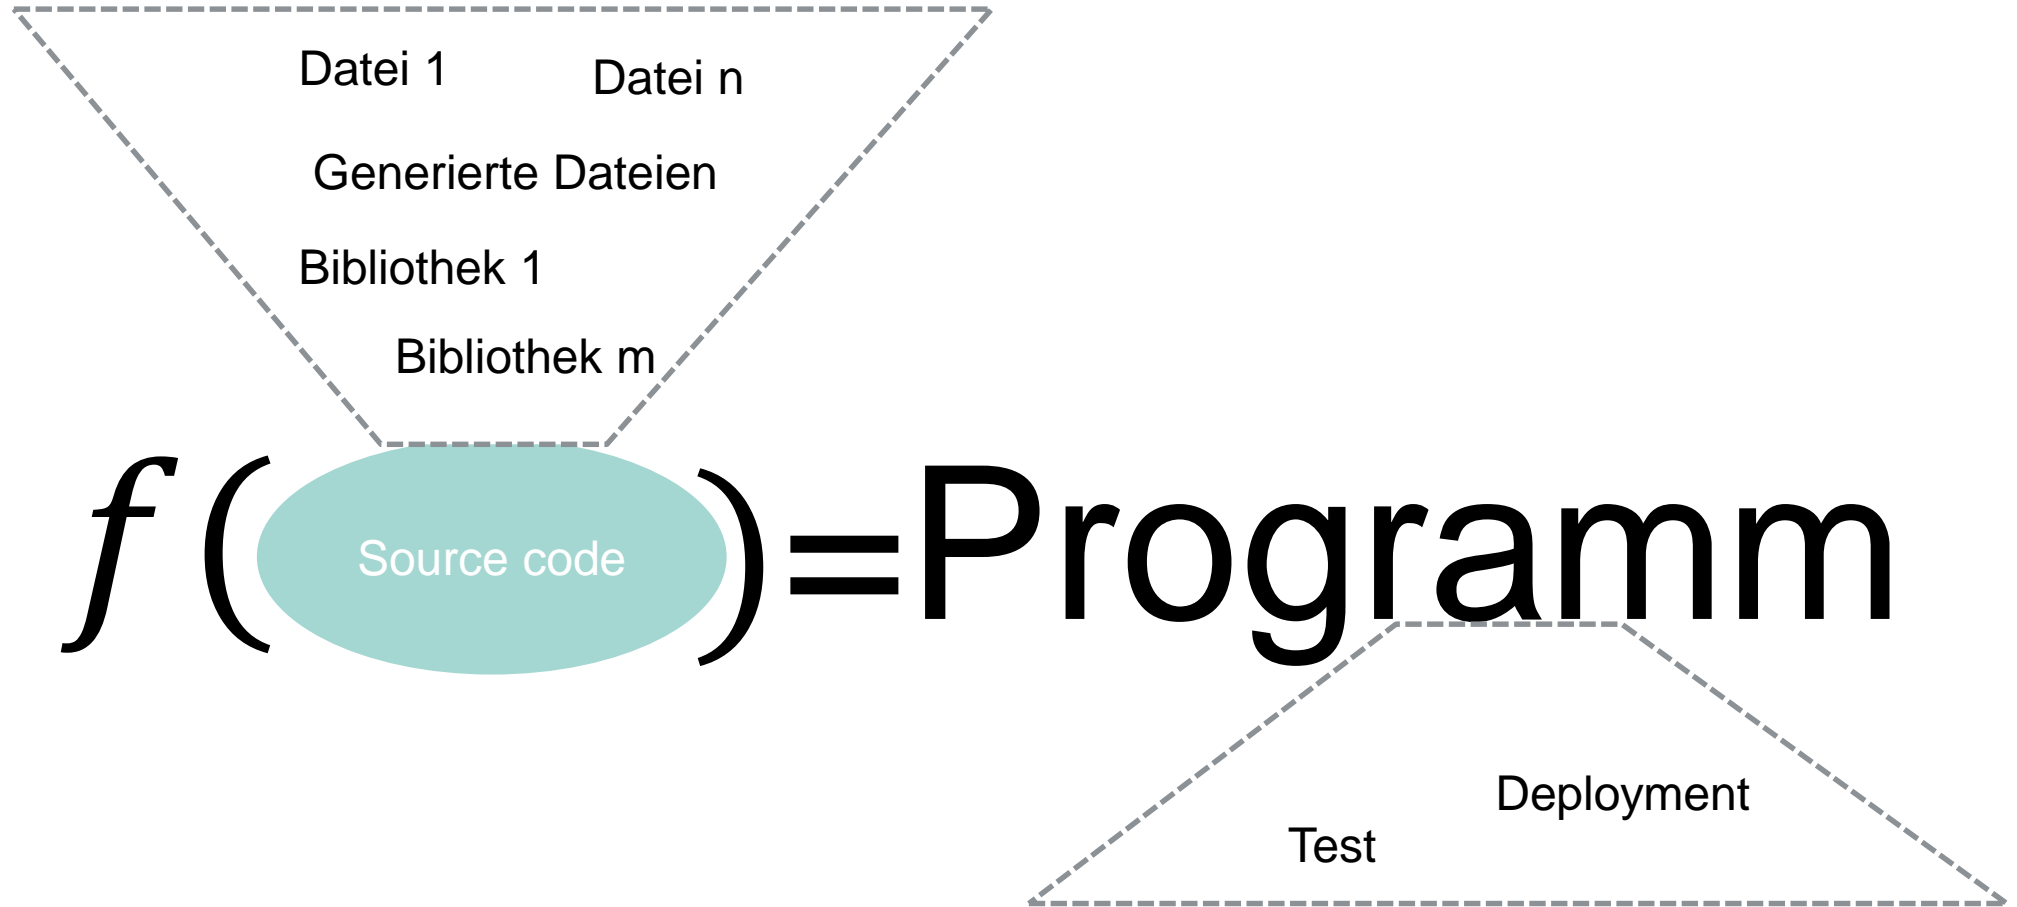 Datei 1
Datei n
Generierte Dateien
Bibliothek 1
Bibliothek m
f(Source code)=Programm
Deployment
Test